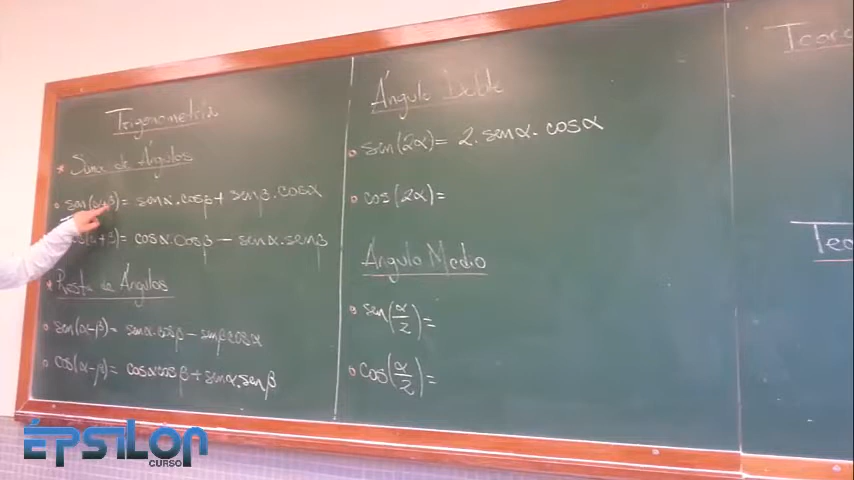 Trigonometría
* Suma de Ángulos
• sen(α+β)= senα.cosβ+ senβ.cosα
cos(α+β)= cosα.cosβ - senα.senβ
* Resta de Ángulos
• sen(α-β)= senα.cosβ - senβ.cosα
• cos(α-β)= cosα.cosβ + senα.senβ
Ángulo Doble
• sen(2α)= 2.senα.cosα
• cos(2α)=
Ángulo Medio
• sen(α/2)=
• cos(α/2)=
ÉPSILON
CURSO